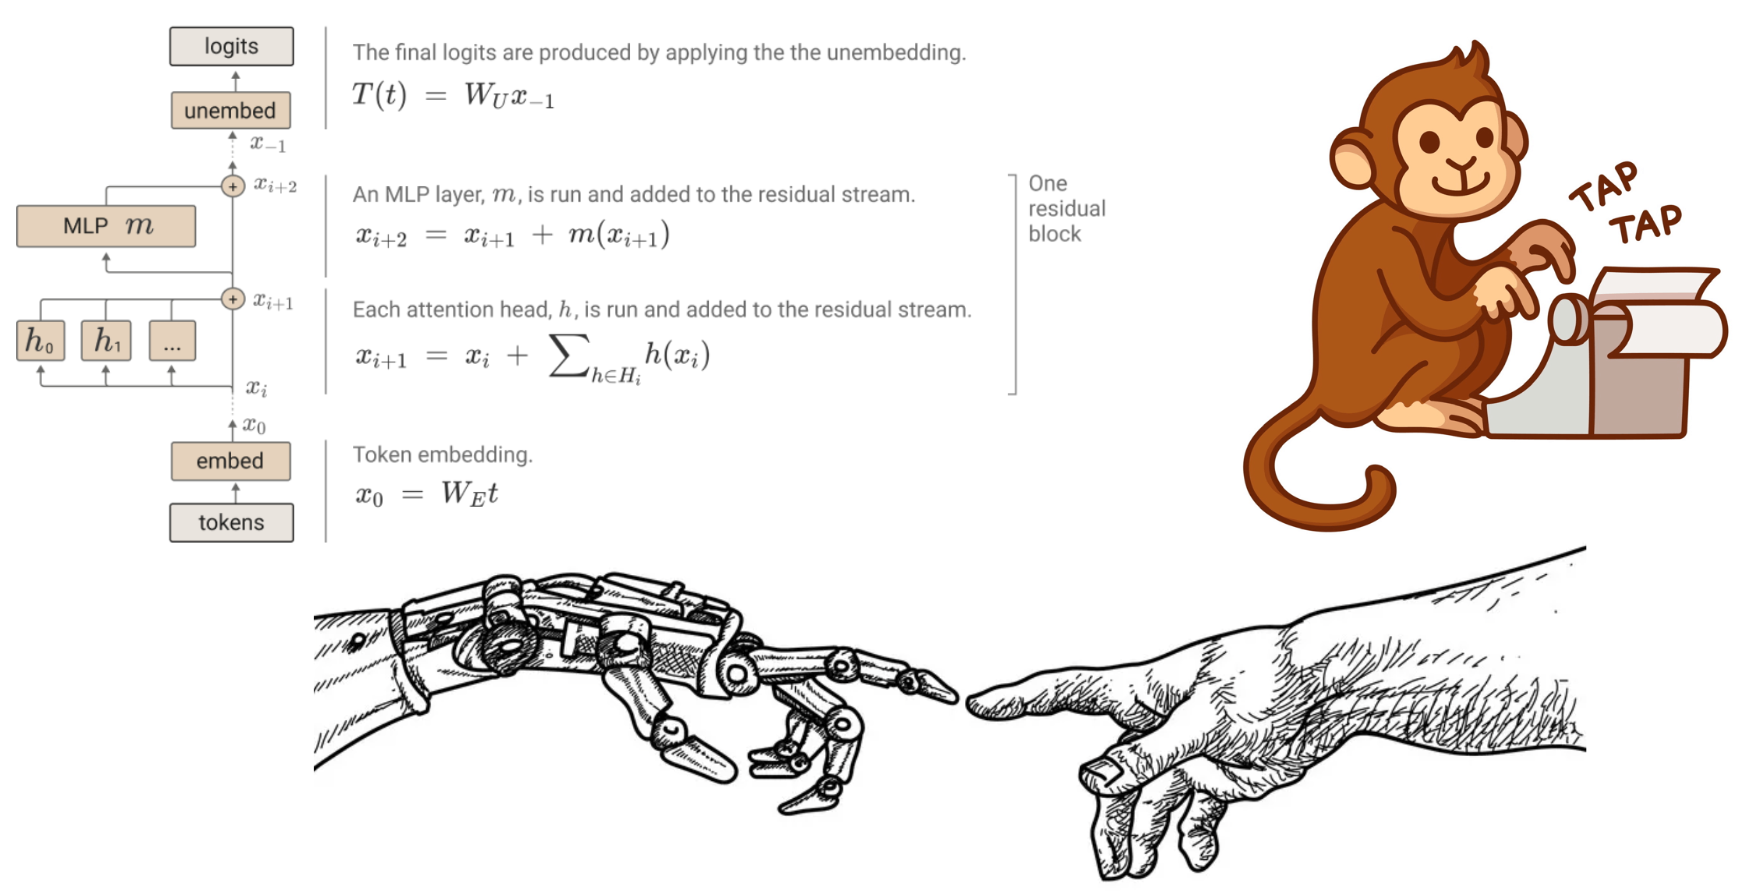 logits
The final logits are produced by applying the the unembedding.
T(t) = W_U x_{-1}
unembed
x_{-1}
x_{i+2}
An MLP layer, m, is run and added to the residual stream.
MLP m
x_{i+2} = x_{i+1} + m(x_{i+1})
One
residual
block
x_{i+1}
Each attention head, h, is run and added to the residual stream.
h_0 h_1 ...
x_{i+1} = x_i + ∑_{h∈H_i} h(x_i)
x_i
x_0
embed
Token embedding.
x_0 = W_E t
tokens
TAP
TAP